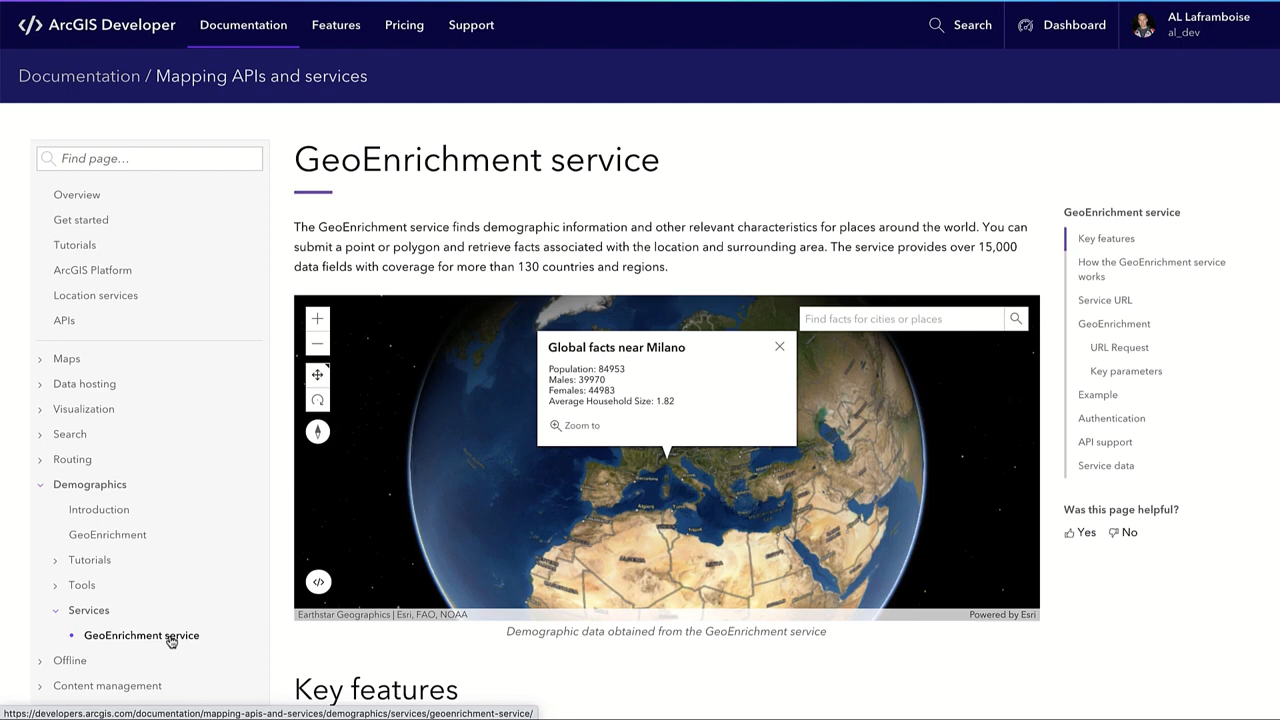 </> ArcGIS Developer
Documentation
Features
Pricing
Support
Search
Dashboard
AL Laframboise
al_dev
Documentation / Mapping APIs and services
Find page...
Overview
Get started
Tutorials
ArcGIS Platform
Location services
APIs
Maps
Data hosting
Visualization
Search
Routing
Demographics
Introduction
GeoEnrichment
Tutorials
Tools
Services
GeoEnrichment service
Offline
Content management
GeoEnrichment service
The GeoEnrichment service finds demographic information and other relevant characteristics for places around the world. You can
submit a point or polygon and retrieve facts associated with the location and surrounding area. The service provides over 15,000
data fields with coverage for more than 130 countries and regions.
Find facts for cities or places
Global facts near Milano
Population: 84953
Males: 39970
Females: 44983
Average Household Size: 1.82
Zoom to
Earthstar Geographics | Esri, FAO, NOAA
Powered by Esri
Demographic data obtained from the GeoEnrichment service
Key features
GeoEnrichment service
Key features
How the GeoEnrichment service
works
Service URL
GeoEnrichment
URL Request
Key parameters
Example
Authentication
API support
Service data
Was this page helpful?
Yes
No
https://developers.arcgis.com/documentation/mapping-apis-and-services/demographics/services/geoenrichment-service/